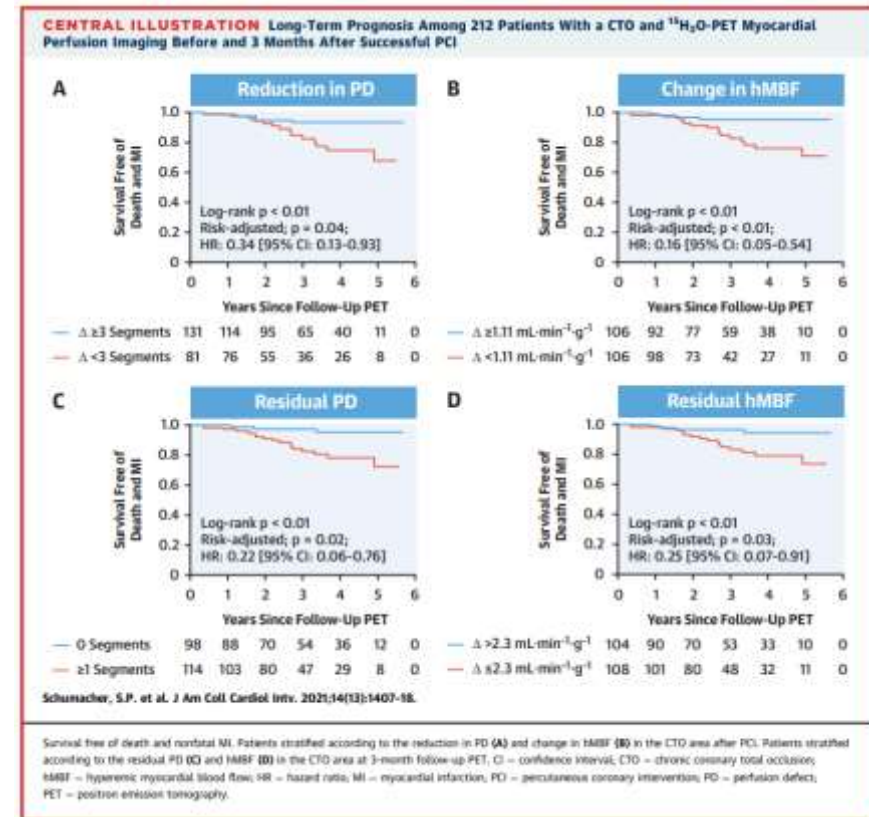 CENTRAL ILLUSTRATION Long-Term Prognosis Among 212 Patients With a CTO and ¹⁵H₂O-PET Myocardial
Perfusion Imaging Before and 3 Months After Successful PCI
A
Reduction in PD
1.0
0.8
0.6
0.4
0.2
0
Survival Free of
Death and MI
Log-rank p < 0.01
Risk-adjusted; p = 0.04;
HR: 0.34 [95% CI: 0.13-0.93]
0 1 2 3 4 5 6
Years Since Follow-Up PET
Δ ≥3 Segments 131 114 95 65 40 11 0
Δ <3 Segments 81 76 55 36 26 8 0
B
Change in hMBF
1.0
0.8
0.6
0.4
0.2
0
Survival Free of
Death and MI
Log-rank p < 0.01
Risk-adjusted; p < 0.01;
HR: 0.16 [95% CI: 0.05-0.54]
0 1 2 3 4 5 6
Years Since Follow-Up PET
Δ ≥1.11 mL·min⁻¹·g⁻¹ 106 92 77 59 38 10 0
Δ <1.11 mL·min⁻¹·g⁻¹ 106 98 73 42 27 11 0
C
Residual PD
1.0
0.8
0.6
0.4
0.2
0
Survival Free of
Death and MI
Log-rank p < 0.01
Risk-adjusted; p = 0.02;
HR: 0.22 [95% CI: 0.06-0.76]
0 1 2 3 4 5 6
Years Since Follow-Up PET
0 Segments 98 88 70 54 36 12 0
≥1 Segments 114 103 80 47 29 8 0
D
Residual hMBF
1.0
0.8
0.6
0.4
0.2
0
Survival Free of
Death and MI
Log-rank p < 0.01
Risk-adjusted; p = 0.03;
HR: 0.25 [95% CI: 0.07-0.91]
0 1 2 3 4 5 6
Years Since Follow-Up PET
Δ >2.3 mL·min⁻¹·g⁻¹ 104 90 70 53 33 10 0
Δ ≤2.3 mL·min⁻¹·g⁻¹ 108 101 80 48 32 11 0
Schumacher, S.P. et al. J Am Coll Cardiol Intv. 2021;14(13):1407-18.
Survival free of death and nonfatal MI. Patients stratified according to the reduction in PD (A) and change in hMBF (B) in the CTO area after PCI. Patients stratified
according to the residual PD (C) and hMBF (D) in the CTO area at 3-month follow-up PET. CI = confidence interval; CTO = chronic coronary total occlusion;
hMBF = hyperemic myocardial blood flow; HR = hazard ratio; MI = myocardial infarction; PCI = percutaneous coronary intervention; PD = perfusion defect;
PET = positron emission tomography.